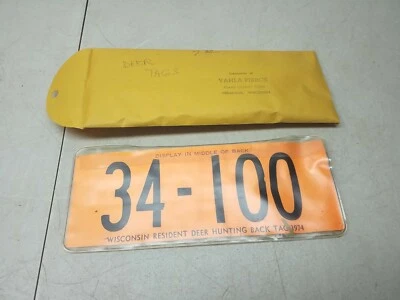 DEER
TAGS
DISPLAY IN MIDDLE OF BACK
34-100
WISCONSIN RESIDENT DEER HUNTING BACK TAG 1974